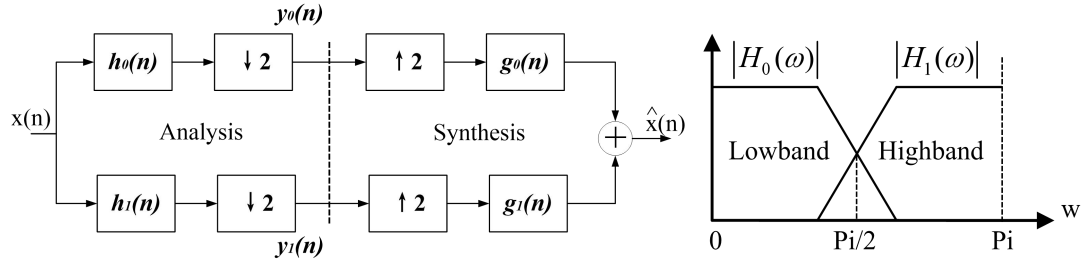 y₀(n)
h₀(n)
↓ 2
↑ 2
g₀(n)
x(n)
Analysis
Synthesis
+
x̂(n)
h₁(n)
↓ 2
↑ 2
g₁(n)
y₁(n)
|H₀(ω)|
|H₁(ω)|
Lowband
Highband
w
0
Pi/2
Pi